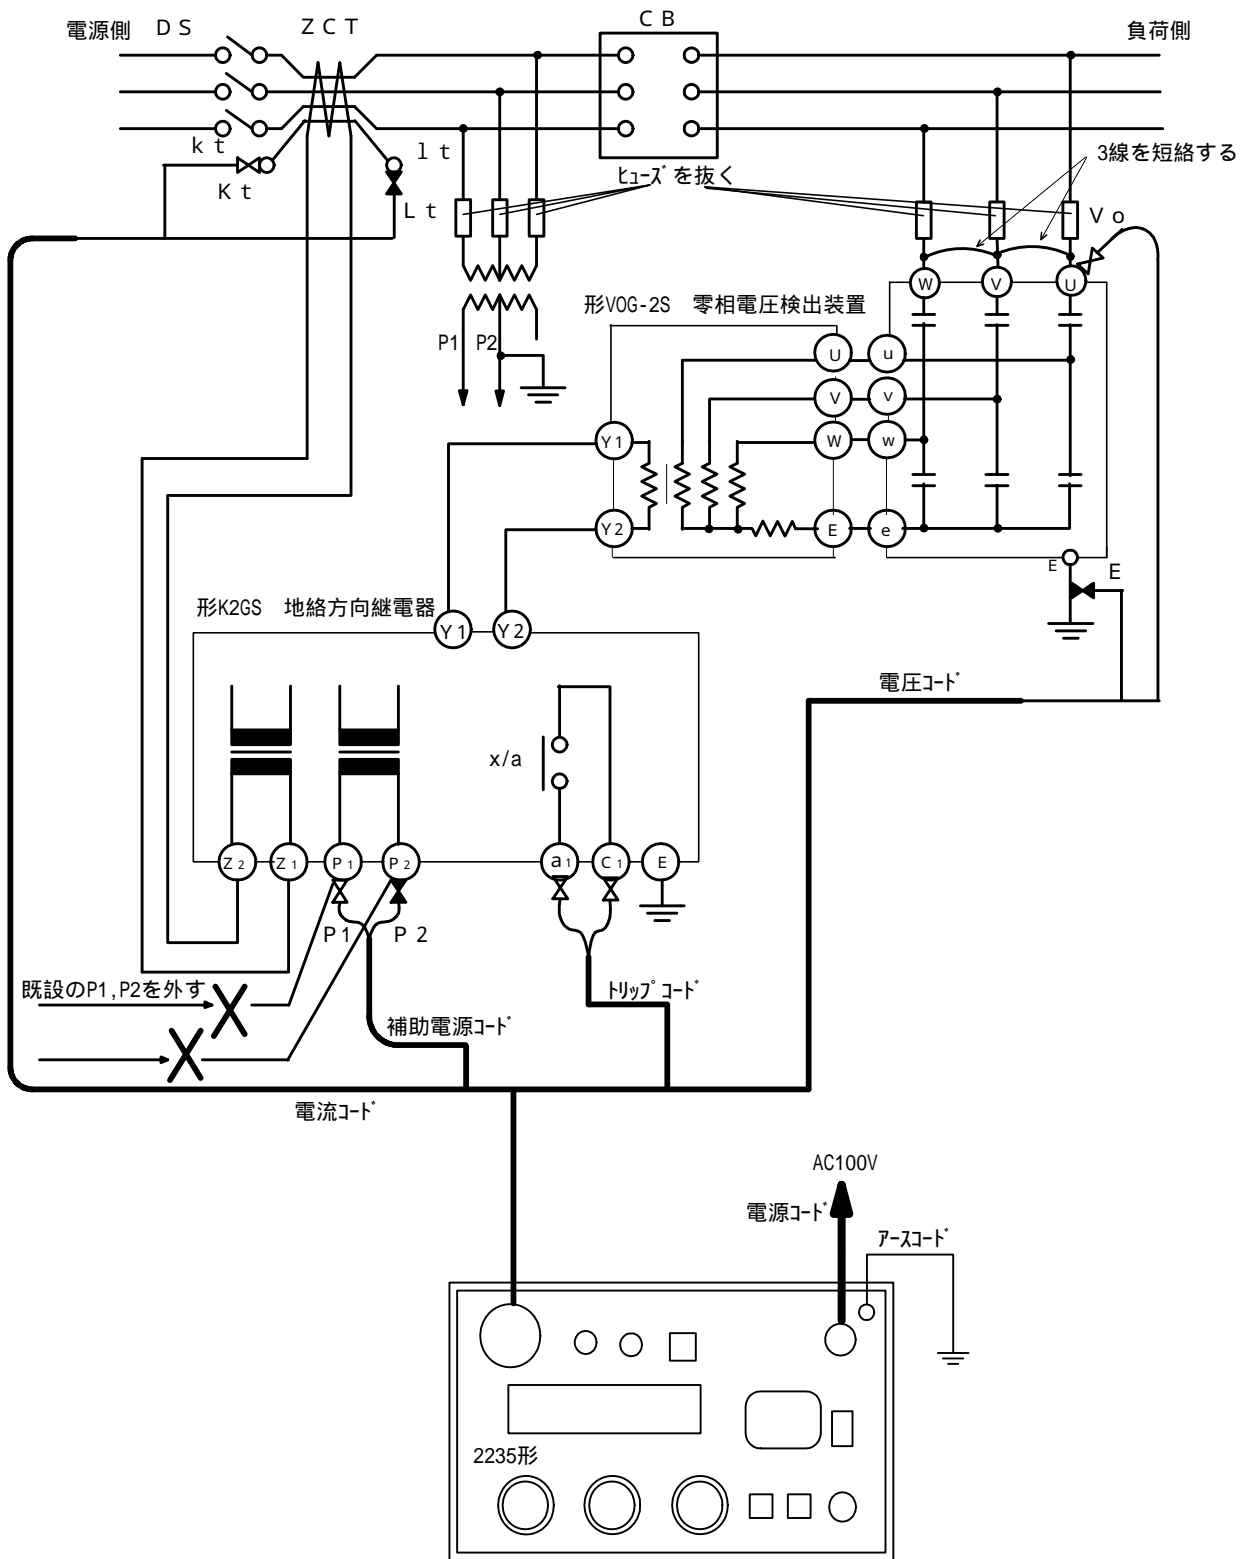 電源側 DS ZCT CB 負荷側
kt lt
Kt Lt
ヒューズを抜く
3線を短絡する
Vo
W V U
形VOG-2S 零相電圧検出装置
P1 P2
U u
V v
W w
Y1
Y2
E e
E E
形K2GS 地絡方向継電器
Y1 Y2
電圧コード
x/a
Z2 Z1 P1 P2 a1 C1 E
P1 P2
既設のP1,P2を外す
トリップコード
補助電源コード
電流コード
AC100V
電源コード
アースコード
2235形